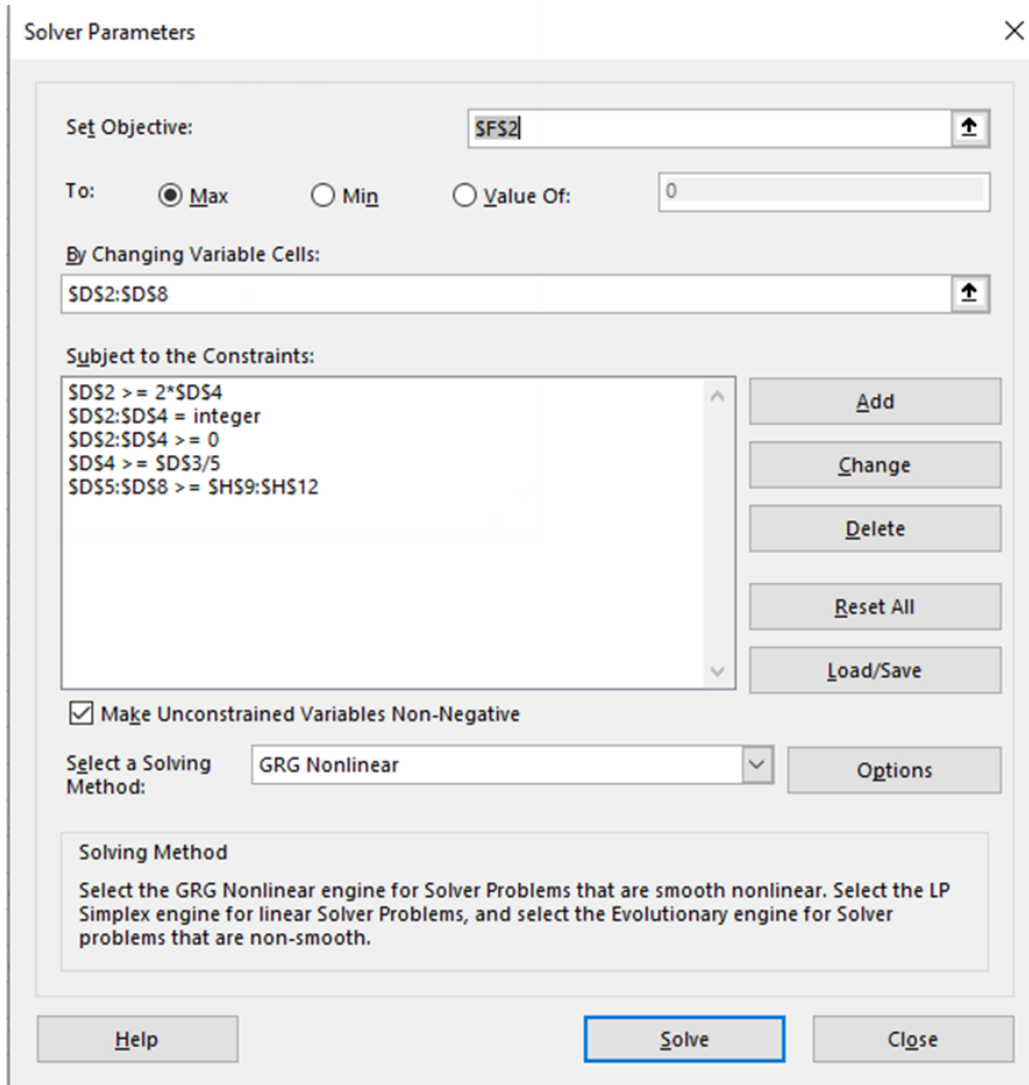 Solver Parameters
Set Objective:
$F$2
To:
Max
Min
Value Of:
0
By Changing Variable Cells:
$D$2:$D$8
Subject to the Constraints:
$D$2 >= 2*$D$4
$D$2:$D$4 = integer
$D$2:$D$4 >= 0
$D$4 >= $D$3/5
$D$5:$D$8 >= $H$9:$H$12
Add
Change
Delete
Reset All
Load/Save
Make Unconstrained Variables Non-Negative
Select a Solving
Method:
GRG Nonlinear
Options
Solving Method
Select the GRG Nonlinear engine for Solver Problems that are smooth nonlinear. Select the LP
Simplex engine for linear Solver Problems, and select the Evolutionary engine for Solver
problems that are non-smooth.
Help
Solve
Close